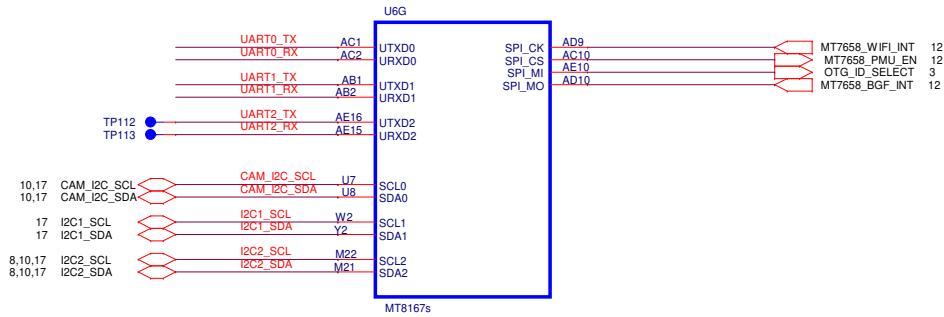 U6G
UART0_TX AC1 UTXD0
UART0_RX AC2 URXD0
UART1_TX AB1 UTXD1
UART1_RX AB2 URXD1
TP112 UART2_TX AE16 UTXD2
TP113 UART2_RX AE15 URXD2
10,17 CAM_I2C_SCL CAM_I2C_SCL U7 SCL0
10,17 CAM_I2C_SDA CAM_I2C_SDA U8 SDA0
17 I2C1_SCL I2C1_SCL W2 SCL1
17 I2C1_SDA I2C1_SDA Y2 SDA1
8,10,17 I2C2_SCL I2C2_SCL M22 SCL2
8,10,17 I2C2_SDA I2C2_SDA M21 SDA2
SPI_CK AD9 MT7658_WIFI_INT 12
SPI_CS AC10 MT7658_PMU_EN 12
SPI_MI AE10 OTG_ID_SELECT 3
SPI_MO AD10 MT7658_BGF_INT 12
MT8167s